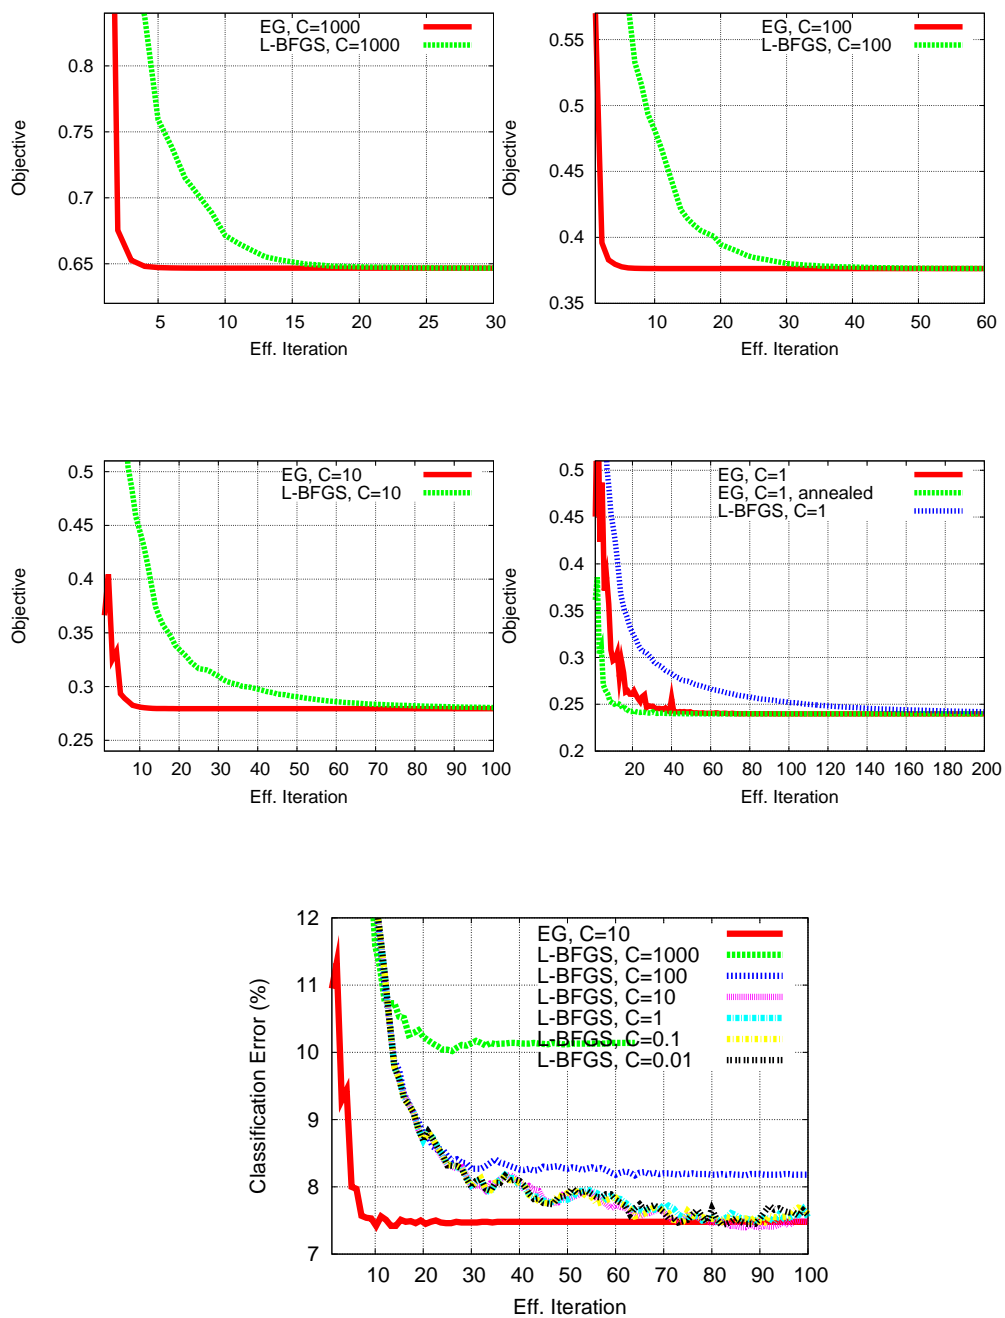 EG, C=1000
L-BFGS, C=1000
0.8
0.75
0.7
0.65
Objective
5 10 15 20 25 30
Eff. Iteration
EG, C=100
L-BFGS, C=100
0.55
0.5
0.45
0.4
0.35
Objective
10 20 30 40 50 60
Eff. Iteration
EG, C=10
L-BFGS, C=10
0.5
0.45
0.4
0.35
0.3
0.25
Objective
10 20 30 40 50 60 70 80 90 100
Eff. Iteration
EG, C=1
EG, C=1, annealed
L-BFGS, C=1
0.5
0.45
0.4
0.35
0.3
0.25
0.2
Objective
20 40 60 80 100 120 140 160 180 200
Eff. Iteration
EG, C=10
L-BFGS, C=1000
L-BFGS, C=100
L-BFGS, C=10
L-BFGS, C=1
L-BFGS, C=0.1
L-BFGS, C=0.01
12
11
10
9
8
7
Classification Error (%)
10 20 30 40 50 60 70 80 90 100
Eff. Iteration